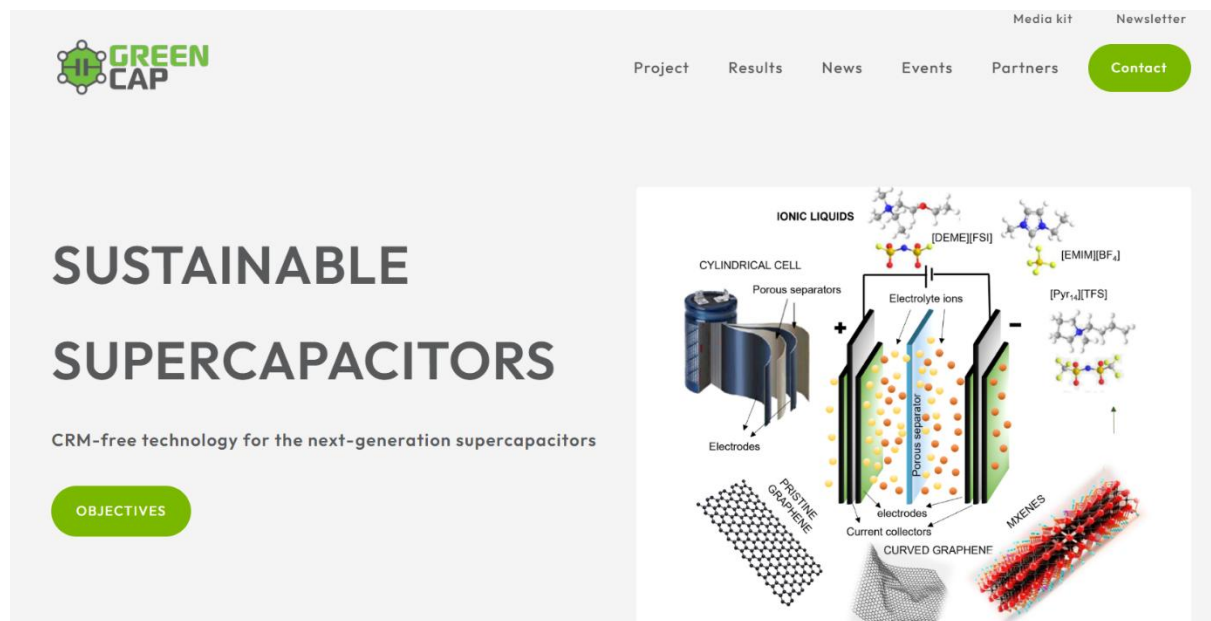 Media kit Newsletter
GREEN
CAP
Project Results News Events Partners Contact
SUSTAINABLE
SUPERCAPACITORS
CRM-free technology for the next-generation supercapacitors
OBJECTIVES
IONIC LIQUIDS
[DEME][FSI]
[EMIM][BF₄]
[Pyr₁₄][TFS]
CYLINDRICAL CELL
Porous separators
Electrodes
Electrolyte ions
+
−
Porous separator
electrodes
Current collectors
PRISTINE
GRAPHENE
CURVED GRAPHENE
MXENES